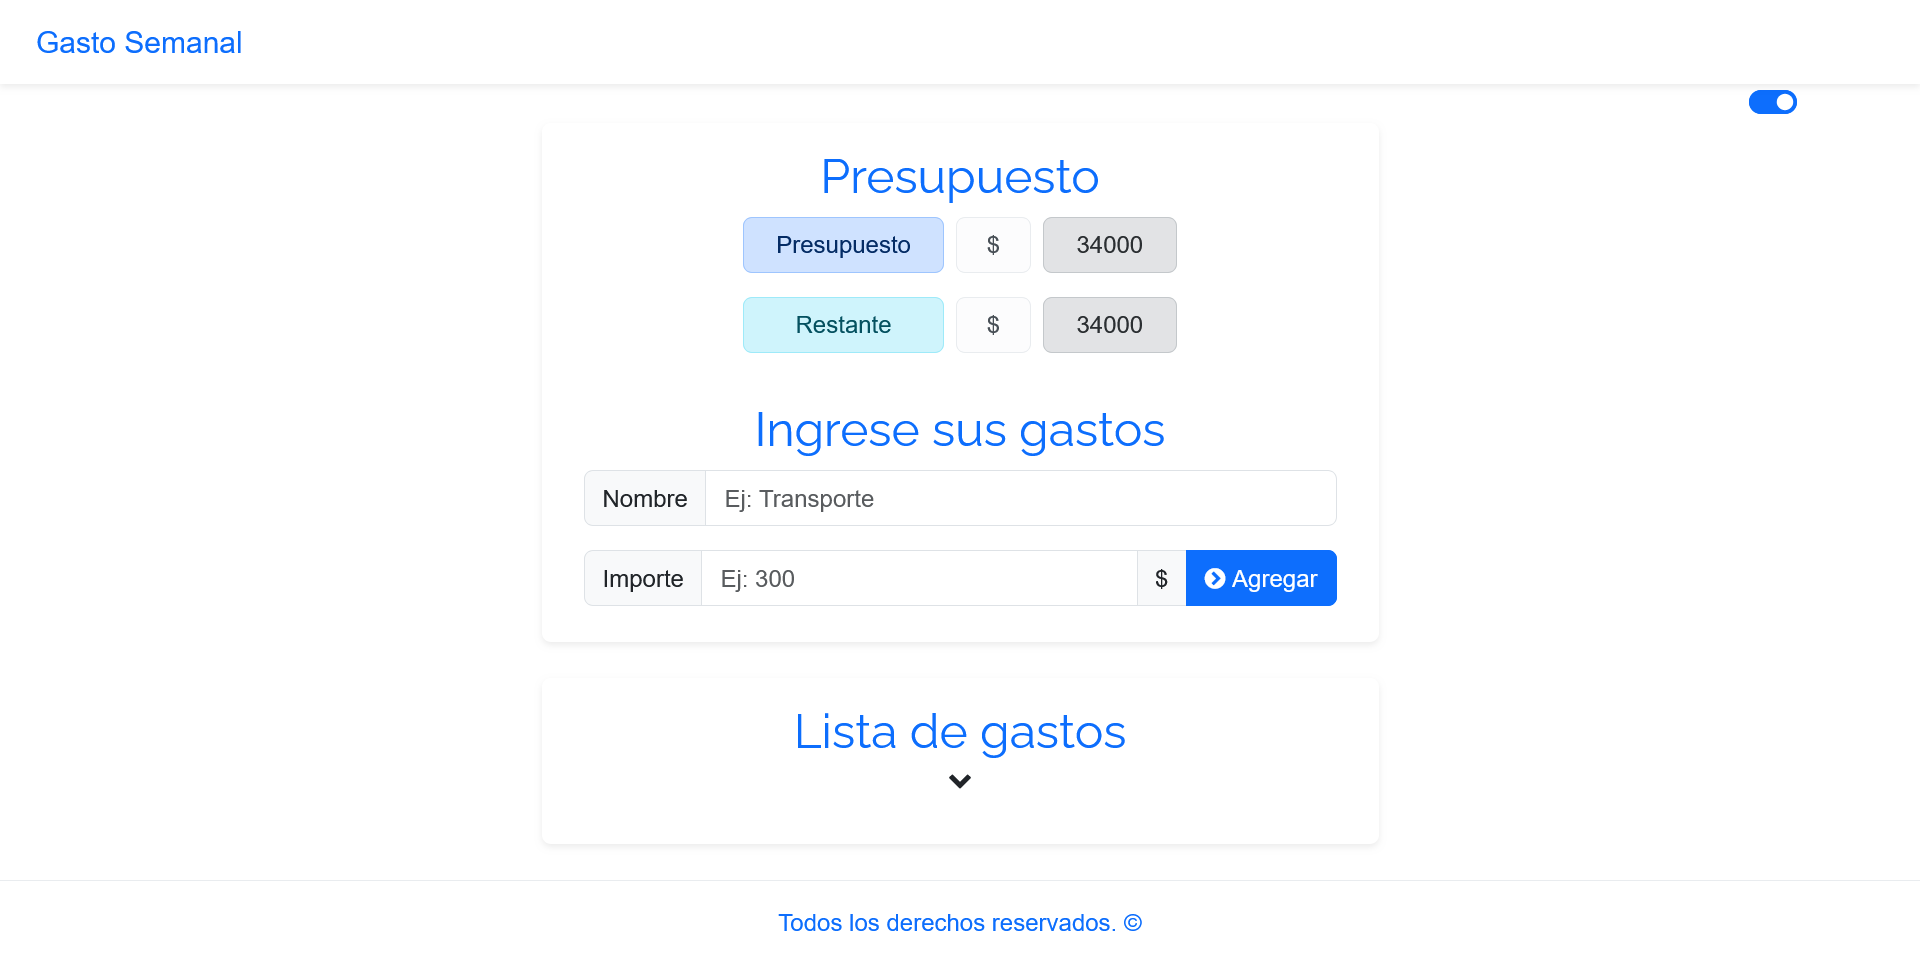 Gasto Semanal
Presupuesto
Presupuesto $ 34000
Restante $ 34000
Ingrese sus gastos
Nombre Ej: Transporte
Importe Ej: 300 $ Agregar
Lista de gastos
Todos los derechos reservados. ©